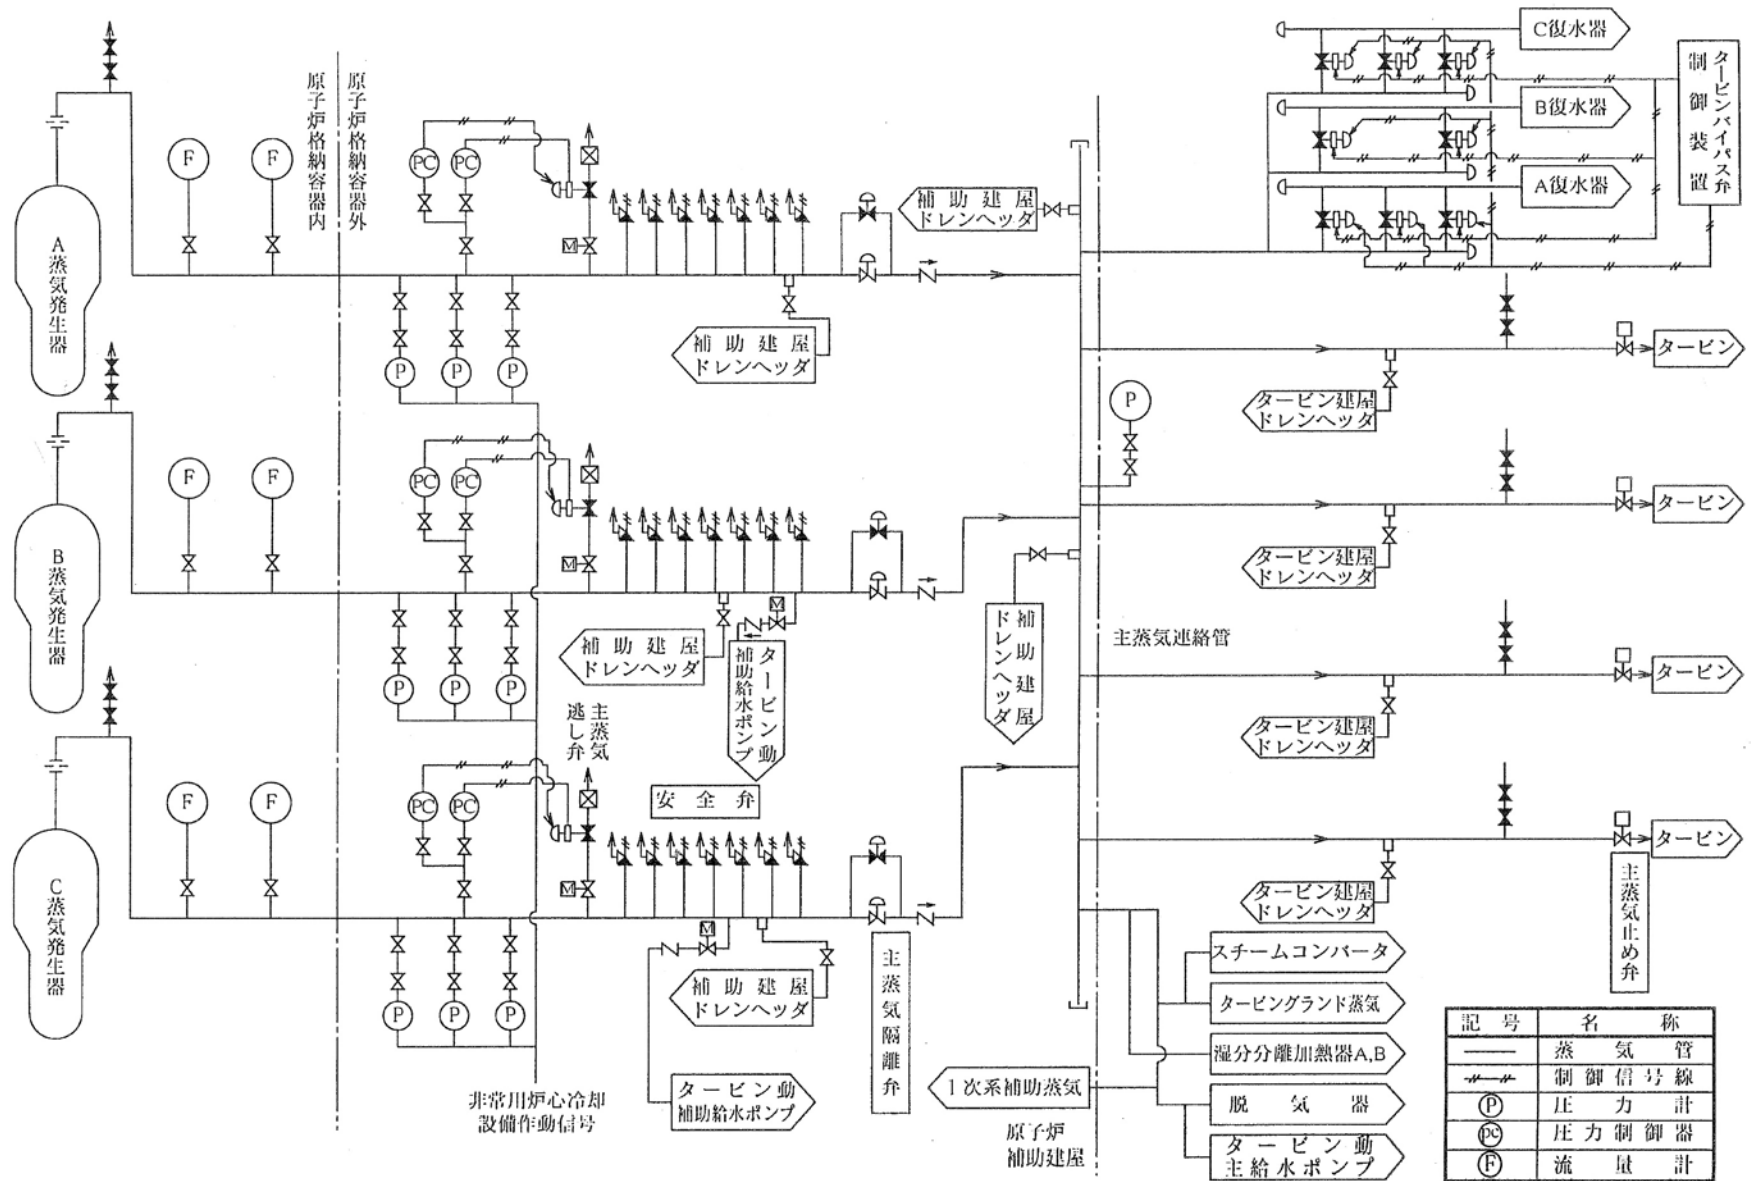 A蒸気発生器
B蒸気発生器
C蒸気発生器
F
F
F
F
F
F
原子炉格納容器内
原子炉格納容器外
PC
PC
P
P
P
PC
PC
P
P
P
PC
PC
P
P
P
M
M
M
補助建屋
ドレンヘッダ
補助建屋
ドレンヘッダ
補助建屋
ドレンヘッダ
M
タービン動
補助給水ポンプ
主蒸気
逃し弁
安全弁
M
補助建屋
ドレンヘッダ
タービン動
補助給水ポンプ
主蒸気隔離弁
非常用炉心冷却
設備作動信号
補助建屋
ドレンヘッダ
主蒸気連絡管
P
C復水器
B復水器
A復水器
タービンバイパス弁
制御装置
タービン
タービン建屋
ドレンヘッダ
タービン
タービン建屋
ドレンヘッダ
タービン
タービン建屋
ドレンヘッダ
タービン
タービン建屋
ドレンヘッダ
主蒸気止め弁
スチームコンバータ
タービングランド蒸気
湿分分離加熱器A,B
1次系補助蒸気
脱気器
タービン動
主給水ポンプ
原子炉
補助建屋
記号 名称
蒸気管
制御信号線
P 圧力計
PC 圧力制御器
F 流量計